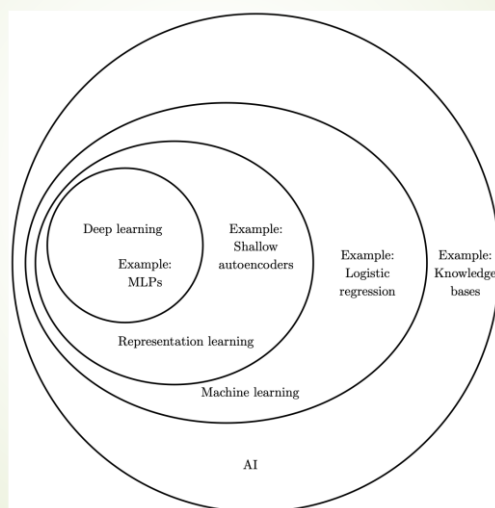 Deep learning
Example:
MLPs
Example:
Shallow
autoencoders
Example:
Logistic
regression
Example:
Knowledge
bases
Representation learning
Machine learning
AI